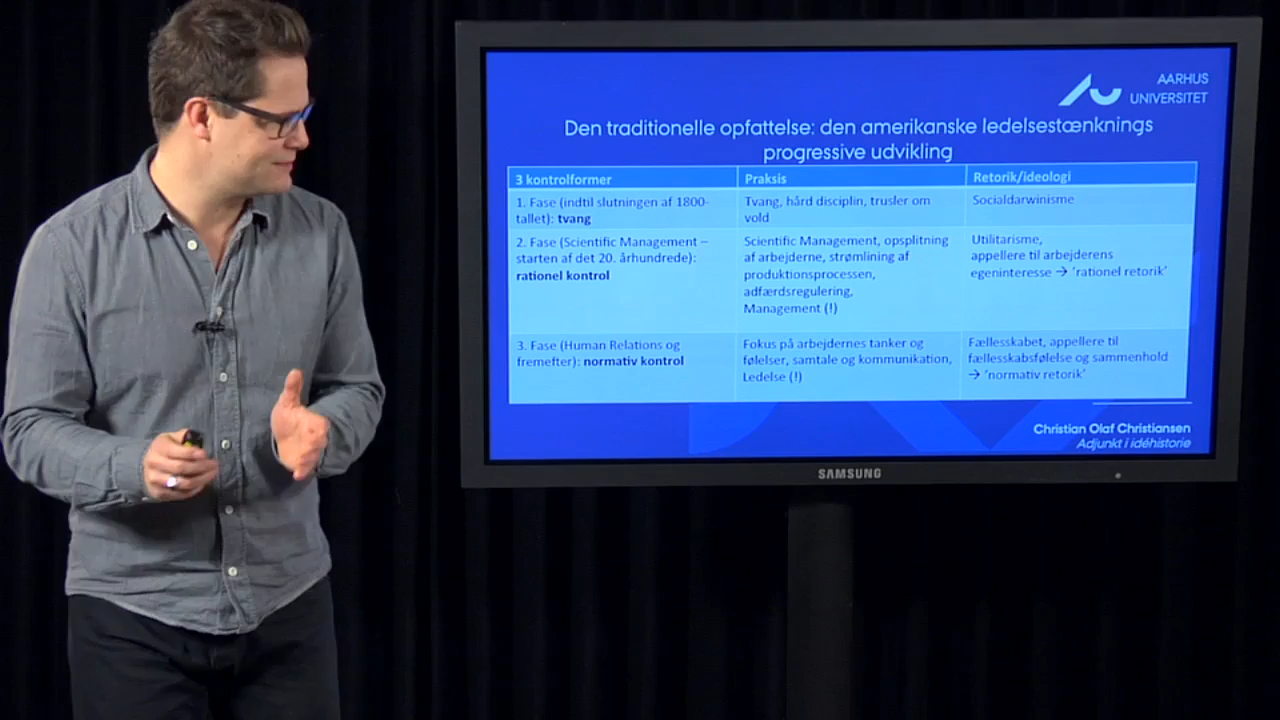 AARHUS
UNIVERSITET
Den traditionelle opfattelse: den amerikanske ledelsestænknings
progressive udvikling
3 kontrolformer
Praksis
Retorik/ideologi
1. Fase (indtil slutningen af 1800-
tallet): tvang
Tvang, hård disciplin, trusler om
vold
Socialdarwinisme
2. Fase (Scientific Management –
starten af det 20. århundrede):
rationel kontrol
Scientific Management, opsplitning
af arbejderne, strømlining af
produktionsprocessen,
adfærdsregulering,
Management (!)
Utilitarisme,
appellere til arbejderens
egeninteresse → ‘rationel retorik’
3. Fase (Human Relations og
fremefter): normativ kontrol
Fokus på arbejdernes tanker og
følelser, samtale og kommunikation,
Ledelse (!)
Fællesskabet, appellere til
fællesskabsfølelse og sammenhold
→ ‘normativ retorik’
Christian Olaf Christiansen
Adjunkt i idéhistorie
SAMSUNG